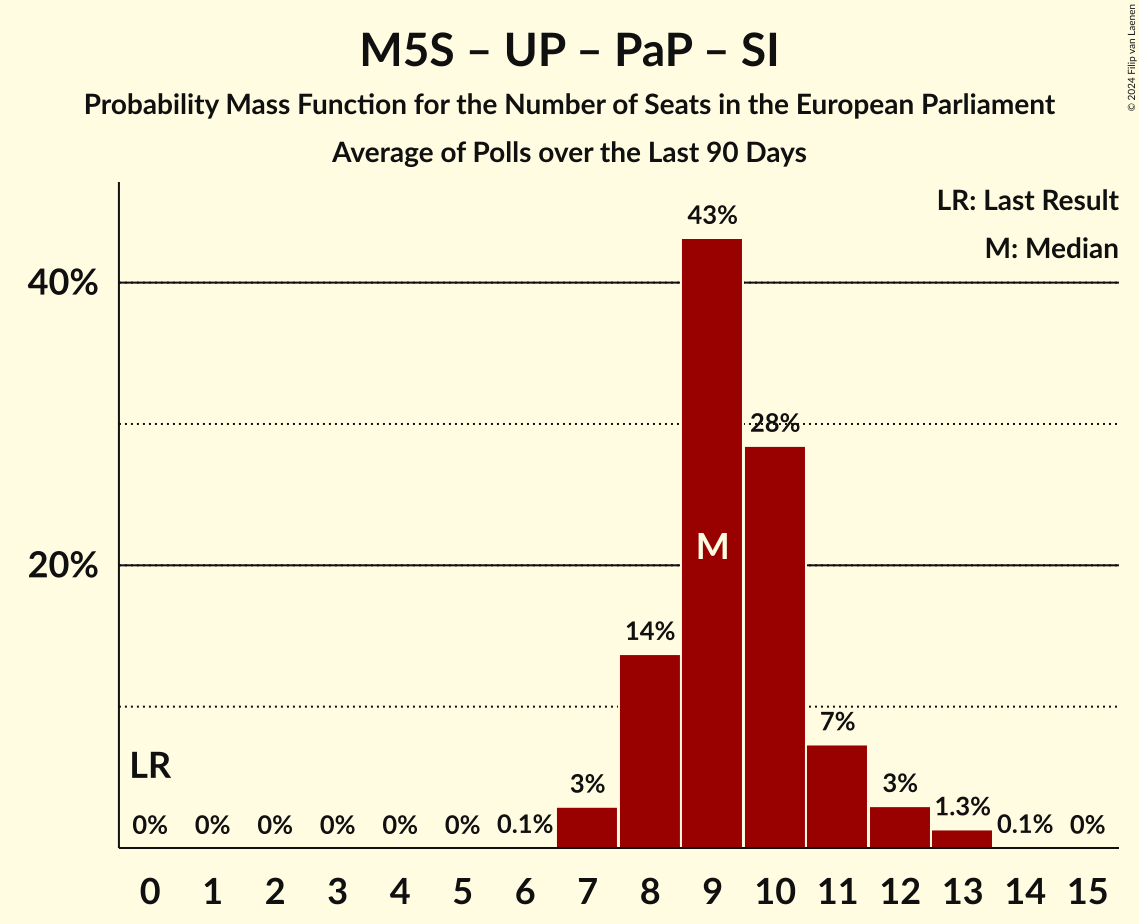 M5S – UP – PaP – SI
Probability Mass Function for the Number of Seats in the European Parliament
Average of Polls over the Last 90 Days
© 2024 Filip van Laenen
LR: Last Result
M: Median
43%
40%
28%
M
20%
14%
7%
LR
3%
3%
1.3%
0% 0% 0% 0% 0% 0% 0.1% 0.1% 0%
0 1 2 3 4 5 6 7 8 9 10 11 12 13 14 15